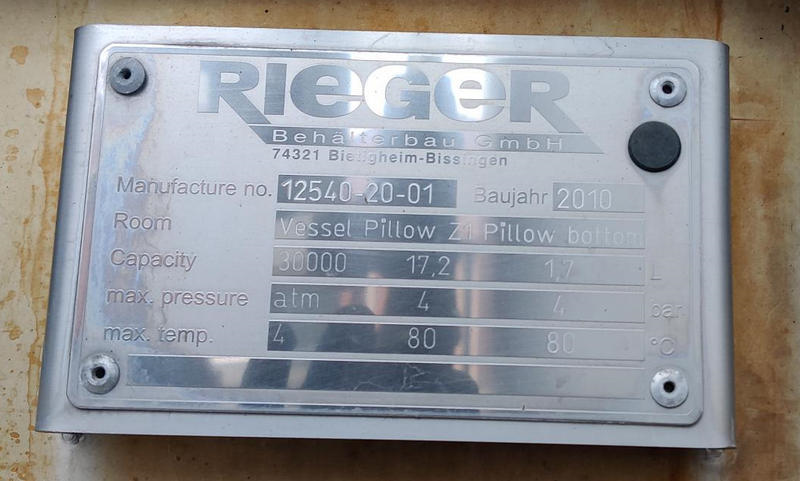 RIEGER
Behälterbau GmbH
74321 Bietigheim-Bissingen
Manufacture no. 12540-20-01 Baujahr 2010
Room Vessel Pillow Z1 Pillow bottom
Capacity 30000 17,2 1,7 L
max. pressure atm 4 4 bar
max. temp. 4 80 80 °C